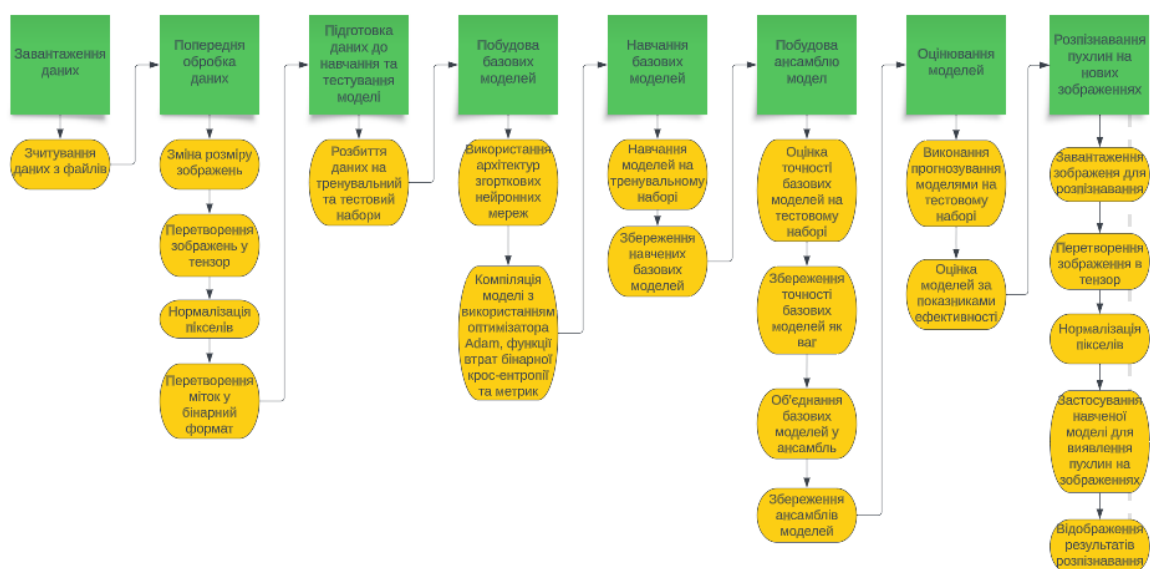 Завантаження
даних
Зчитування
даних з файлів
Попередня
обробка
даних
Зміна розміру
зображень
Перетворення
зображень у
тензор
Нормалізація
пікселів
Перетворення
міток у
бінарний
формат
Підготовка
даних до
навчання та
тестування
моделі
Розбиття
даних на
тренувальний
та тестовий
набори
Побудова
базових
моделей
Використання
архітектур
згорткових
нейронних
мереж
Компіляція
моделі з
використанням
оптимізатора
Adam, функції
втрат бінарної
крос-ентропії
та метрик
Навчання
базових
моделей
Навчання
моделей на
тренувальному
наборі
Збереження
навчених
базових
моделей
Побудова
ансамблю
модел
Оцінка
точності
базових
моделей на
тестовому
наборі
Збереження
точності
базових
моделей як
ваг
Об'єднання
базових
моделей у
ансамбль
Збереження
ансамблів
моделей
Оцінювання
моделей
Виконання
прогнозування
моделями на
тестовому
наборі
Оцінка
моделей за
показниками
ефективності
Розпізнавання
пухлин на
нових
зображеннях
Завантаження
зображеня для
розпізнавання
Перетворення
зображення в
тензор
Нормалізація
пікселів
Застосування
навченої
моделі для
виявлення
пухлин на
зображеннях
Відображення
результатів
розпізнавання